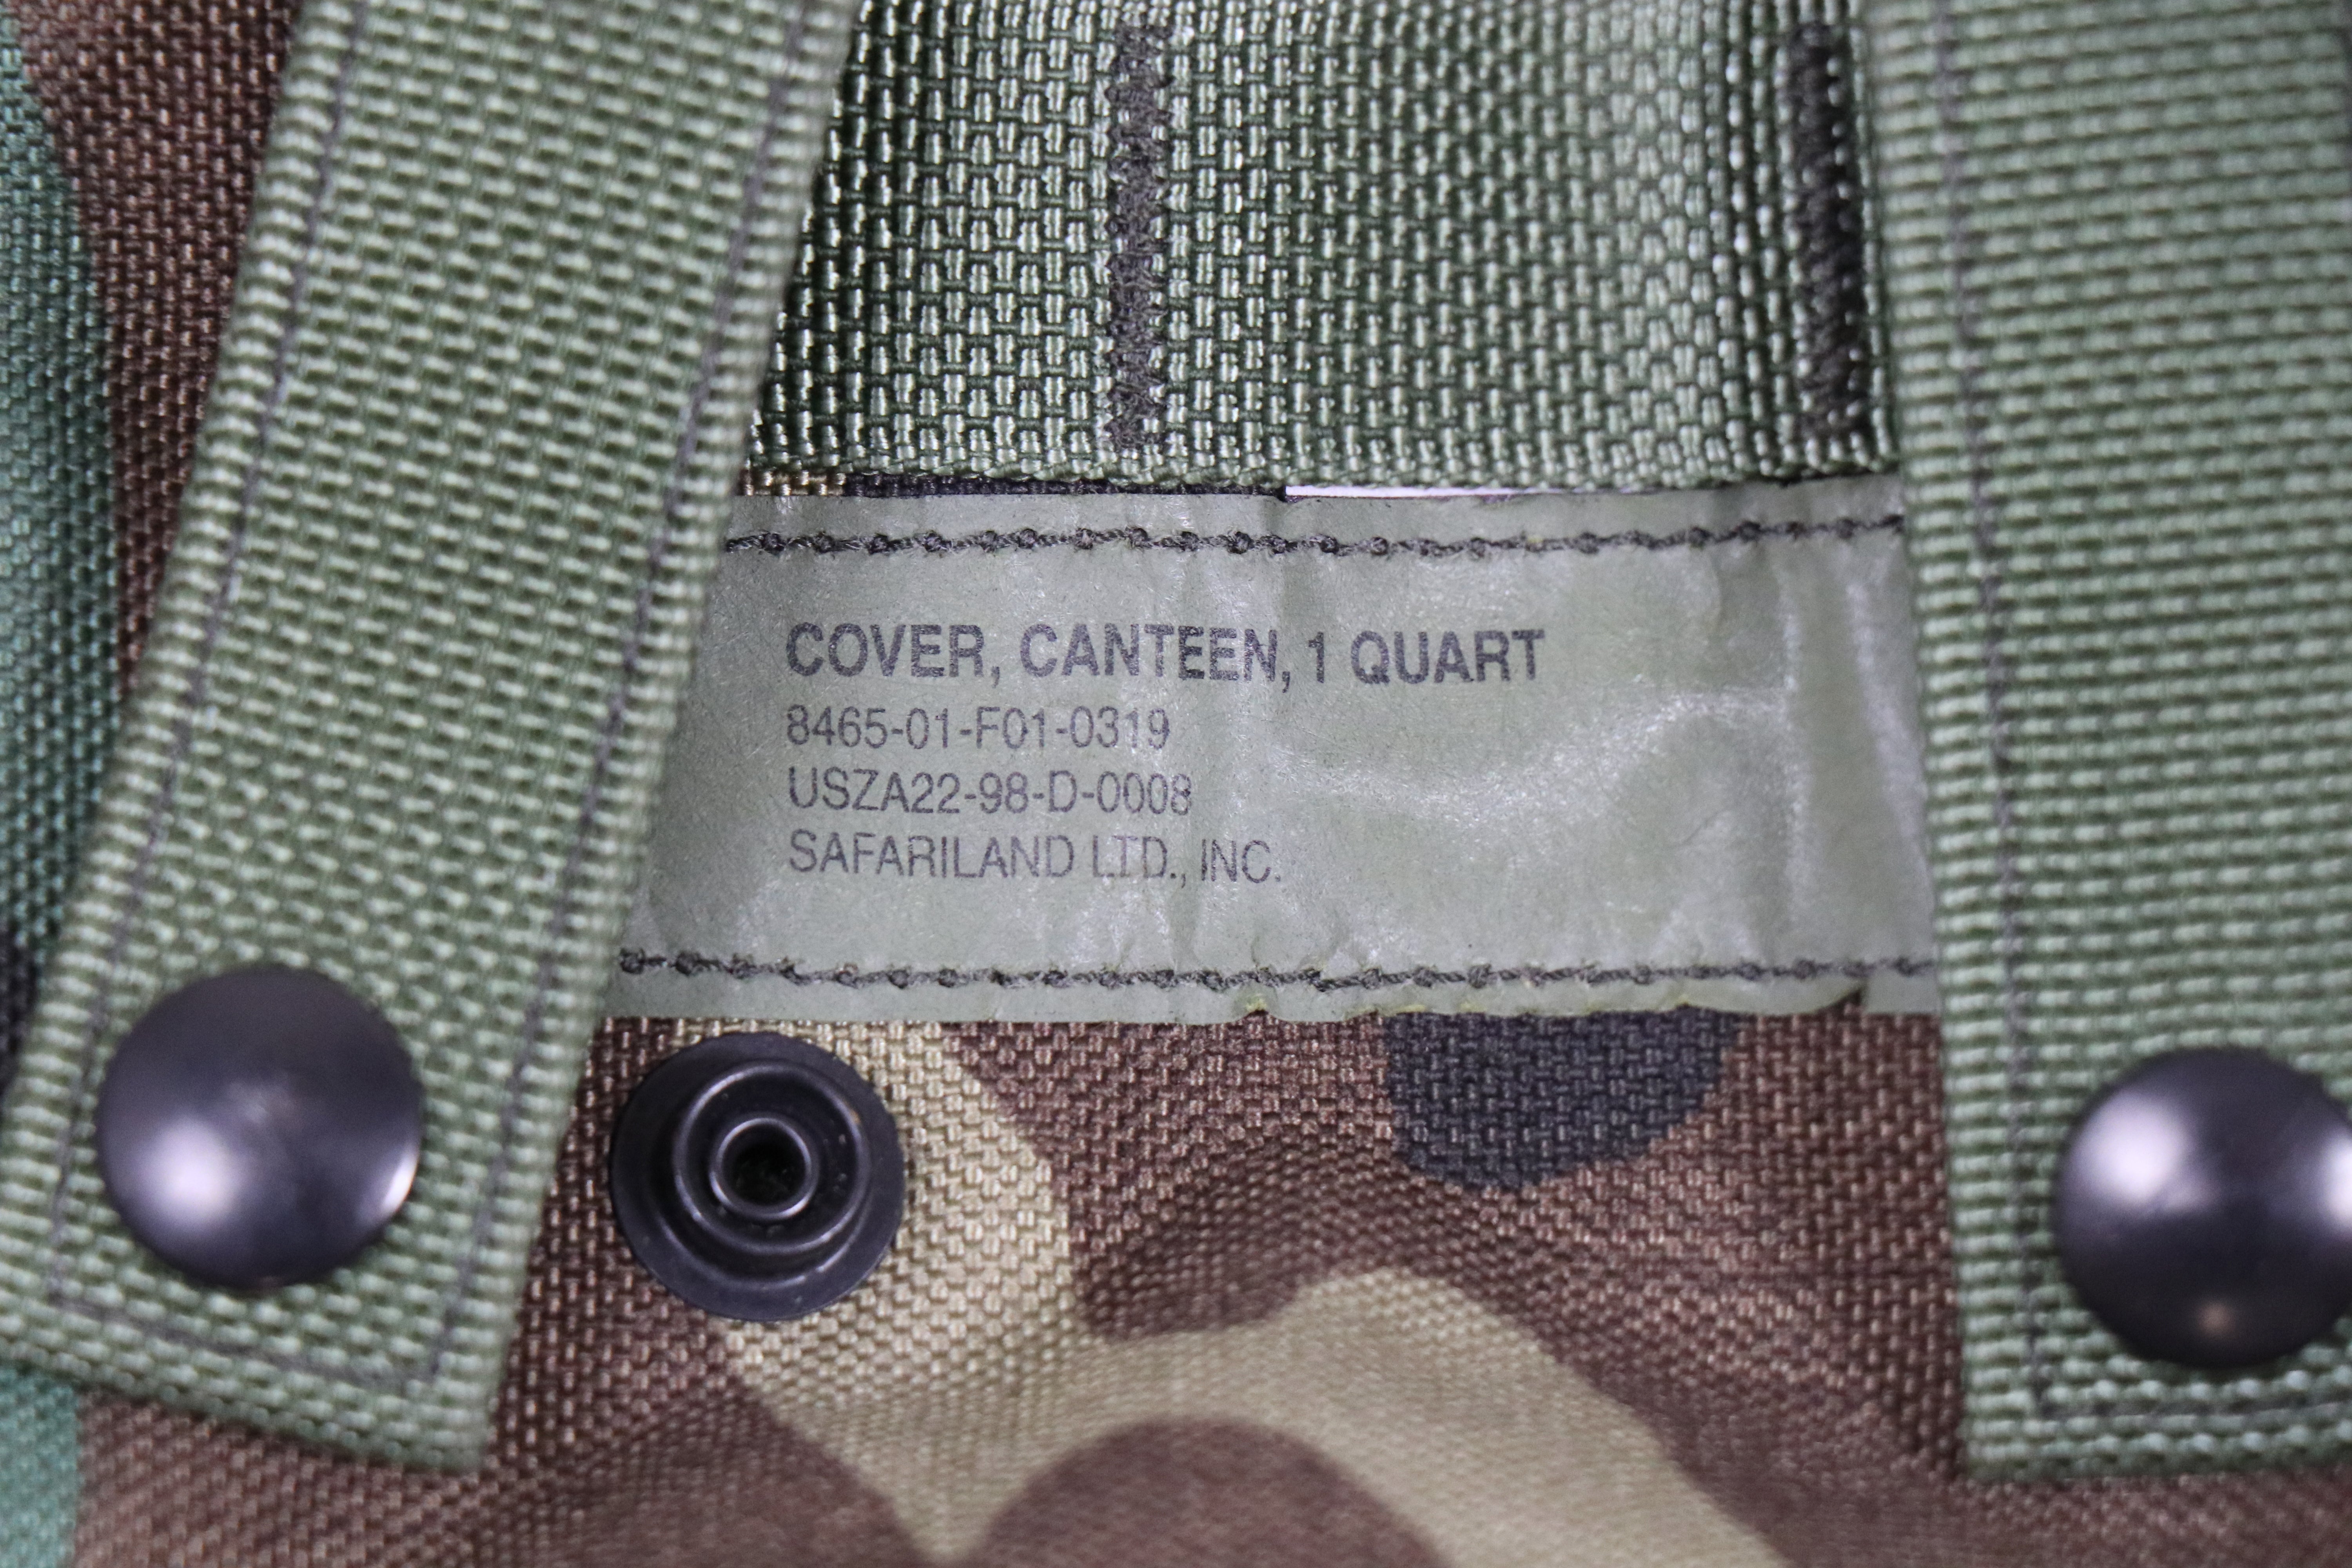 COVER, CANTEEN, 1 QUART
8465-01-F01-0319
USZA22-98-D-0008
SAFARILAND LTD., INC.